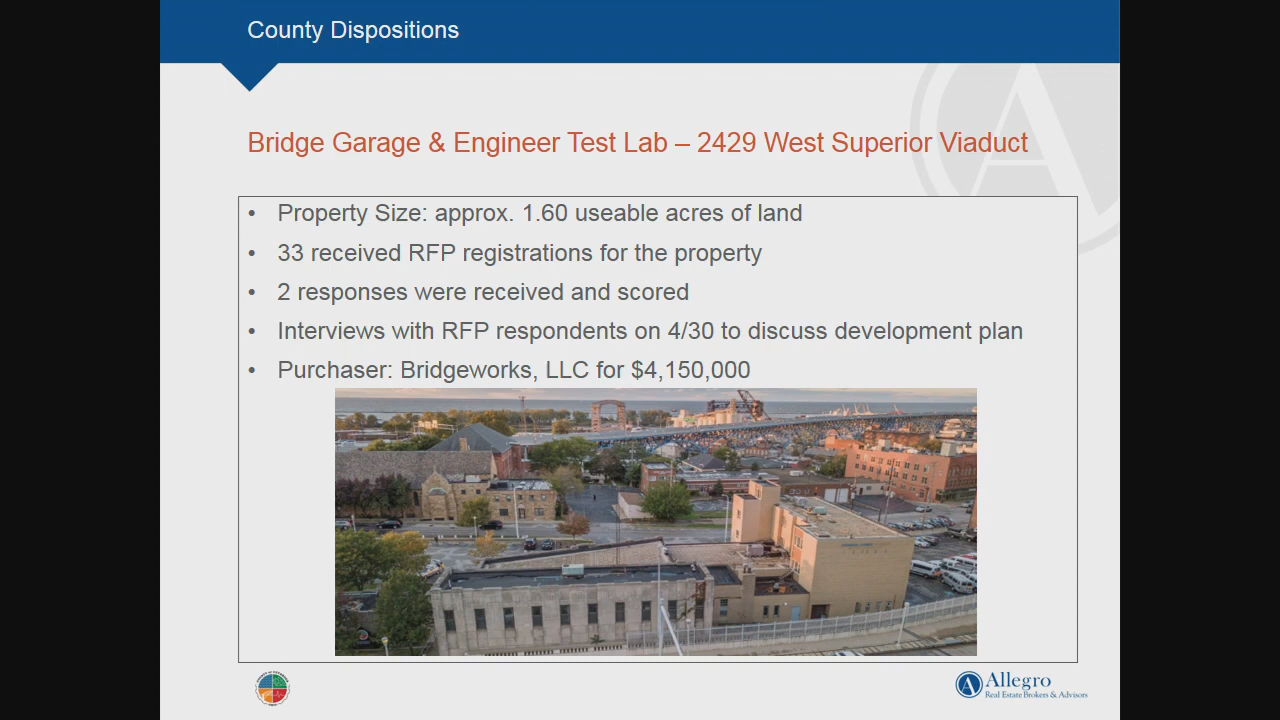 County Dispositions
Bridge Garage & Engineer Test Lab – 2429 West Superior Viaduct
• Property Size: approx. 1.60 useable acres of land
• 33 received RFP registrations for the property
• 2 responses were received and scored
• Interviews with RFP respondents on 4/30 to discuss development plan
• Purchaser: Bridgeworks, LLC for $4,150,000
A Allegro
Real Estate Brokers & Advisors